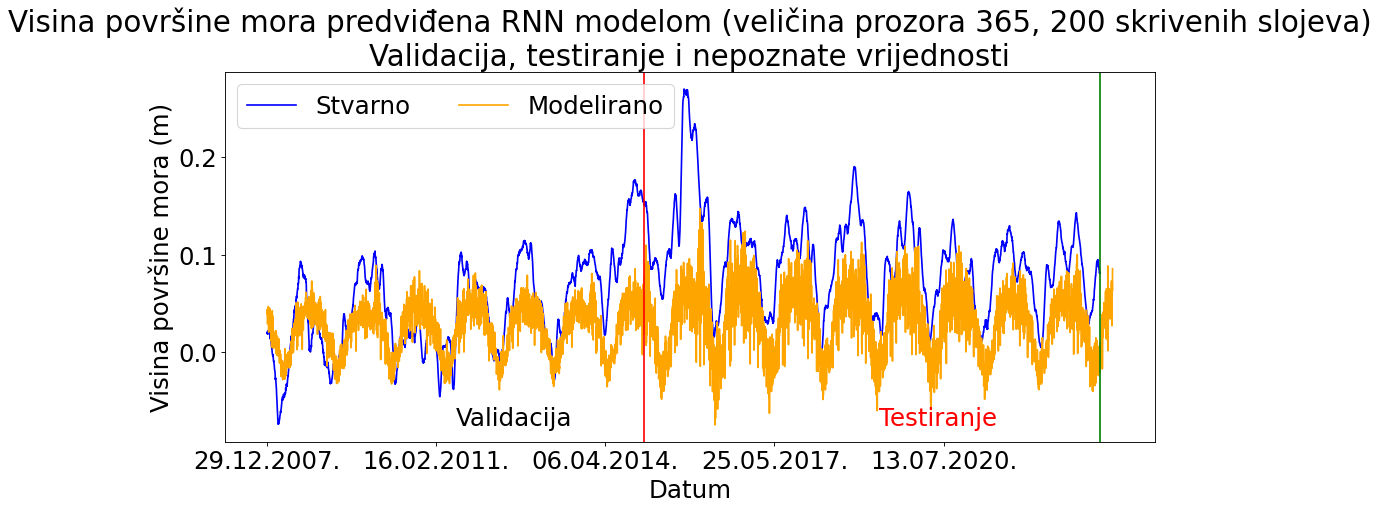 Visina površine mora predviđena RNN modelom (veličina prozora 365, 200 skrivenih slojeva)
Validacija, testiranje i nepoznate vrijednosti
Stvarno
Modelirano
Visina površine mora (m)
0.2
0.1
0.0
Validacija
Testiranje
29.12.2007.
16.02.2011.
06.04.2014.
25.05.2017.
13.07.2020.
Datum